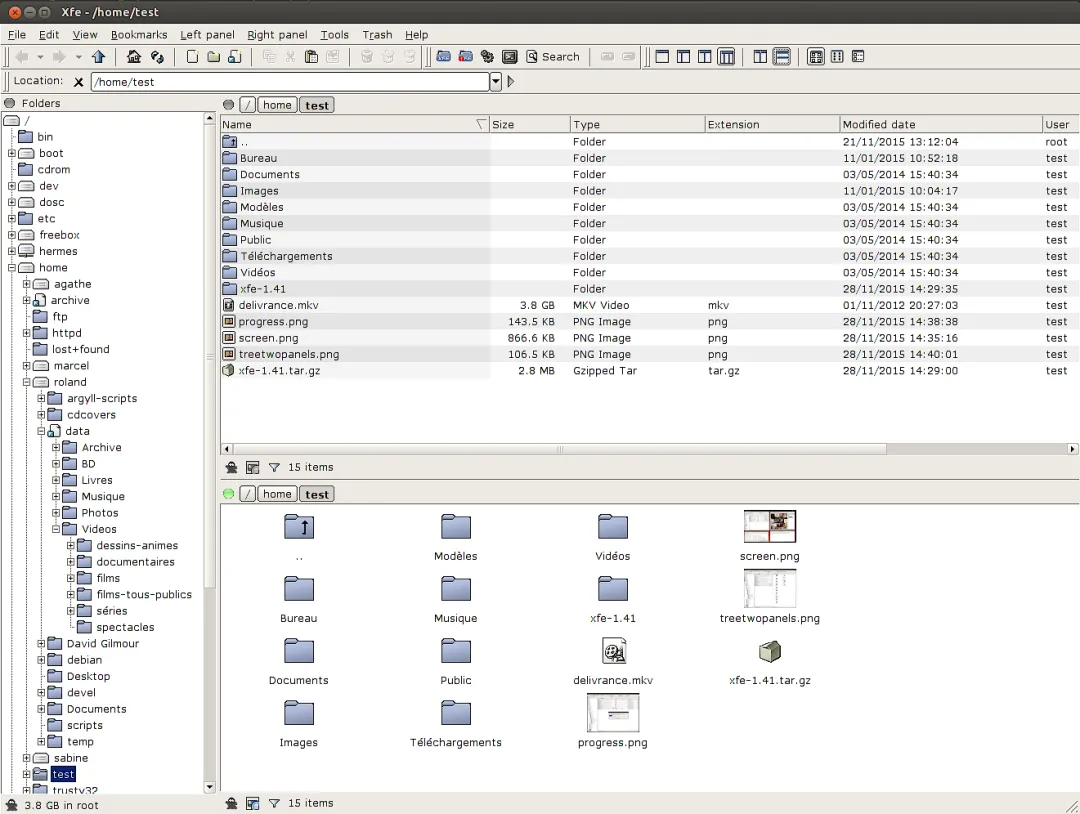 Xfe - /home/test
File Edit View Bookmarks Left panel Right panel Tools Trash Help
Search
Location: /home/test
Folders
/
bin
boot
cdrom
dev
dosc
etc
freebox
hermes
home
agathe
archive
ftp
httpd
lost+found
marcel
roland
argyll-scripts
cdcovers
data
Archive
BD
Livres
Musique
Photos
Videos
dessins-animes
documentaires
films
films-tous-publics
séries
spectacles
David Gilmour
debian
Desktop
devel
Documents
scripts
temp
sabine
test
trusty32
3.8 GB in root
/ home test
Name Size Type Extension Modified date User
.. Folder 21/11/2015 13:12:04 root
Bureau Folder 11/01/2015 10:52:18 test
Documents Folder 03/05/2014 15:40:34 test
Images Folder 11/01/2015 10:04:17 test
Modèles Folder 03/05/2014 15:40:34 test
Musique Folder 03/05/2014 15:40:34 test
Public Folder 03/05/2014 15:40:34 test
Téléchargements Folder 03/05/2014 15:40:34 test
Vidéos Folder 03/05/2014 15:40:34 test
xfe-1.41 Folder 28/11/2015 14:29:35 test
delivrance.mkv 3.8 GB MKV Video mkv 01/11/2012 20:27:03 test
progress.png 143.5 KB PNG Image png 28/11/2015 14:38:38 test
screen.png 866.6 KB PNG Image png 28/11/2015 14:35:16 test
treetwopanels.png 106.5 KB PNG Image png 28/11/2015 14:40:01 test
xfe-1.41.tar.gz 2.8 MB Gzipped Tar tar.gz 28/11/2015 14:29:00 test
15 items
/ home test
.. Modèles Vidéos screen.png
Bureau Musique xfe-1.41 treetwopanels.png
Documents Public delivrance.mkv xfe-1.41.tar.gz
Images Téléchargements progress.png
15 items